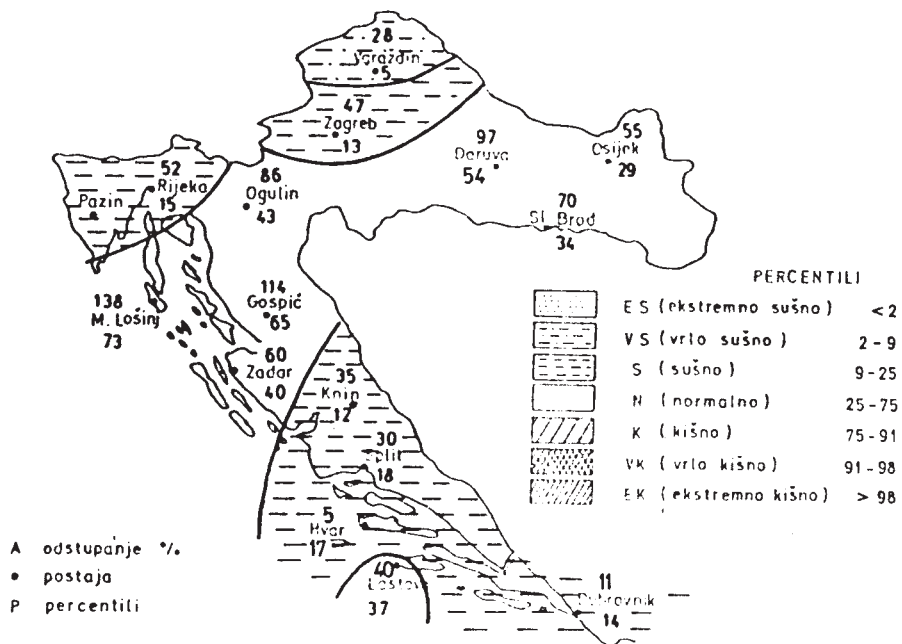 28
Varaždin
5
47
Zagreb
13
97
Daruva
54
55
Osijek
29
52
Rijeka
15
Pazin
86
Ogulin
43
70
Sl. Brod
34
138
M. Lošinj
73
114
Gospić
65
60
Zadar
40
35
Knin
12
30
Split
18
5
Hvar
17
40
Lastovo
37
11
Dubrovnik
14
PERCENTILI
ES (ekstremno sušno) <2
VS (vrlo sušno) 2-9
S (sušno) 9-25
N (normalno) 25-75
K (kišno) 75-91
VK (vrlo kišno) 91-98
EK (ekstremno kišno) > 98
A odstupanje %
• postaja
P percentili